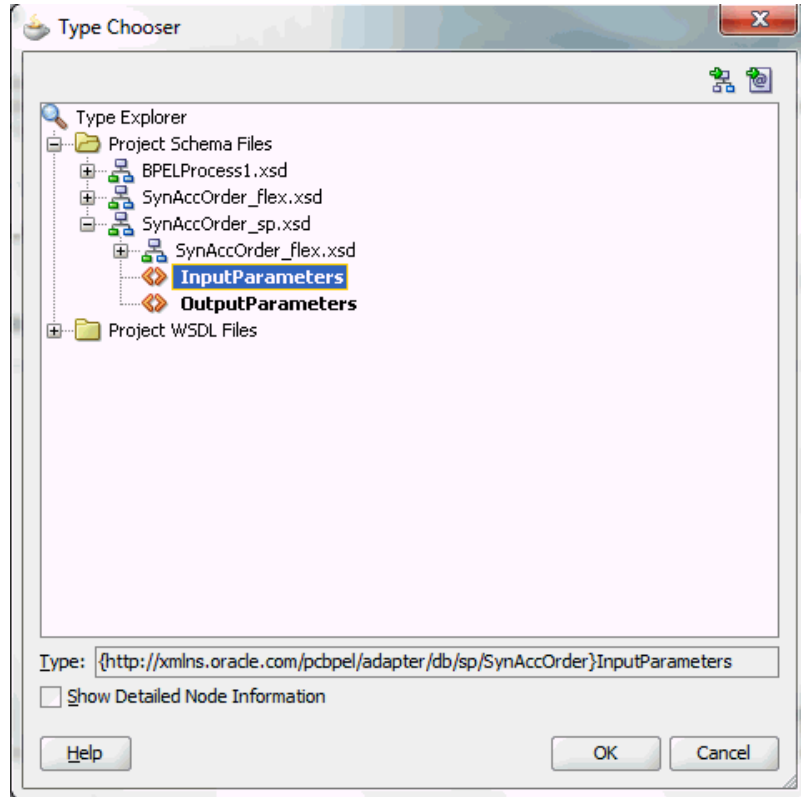 Type Chooser
Type Explorer
Project Schema Files
BPELProcess1.xsd
SynAccOrder_flex.xsd
SynAccOrder_sp.xsd
SynAccOrder_flex.xsd
InputParameters
OutputParameters
Project WSDL Files
Type: {http://xmlns.oracle.com/pcbpel/adapter/db/sp/SynAccOrder}InputParameters
Show Detailed Node Information
Help OK Cancel